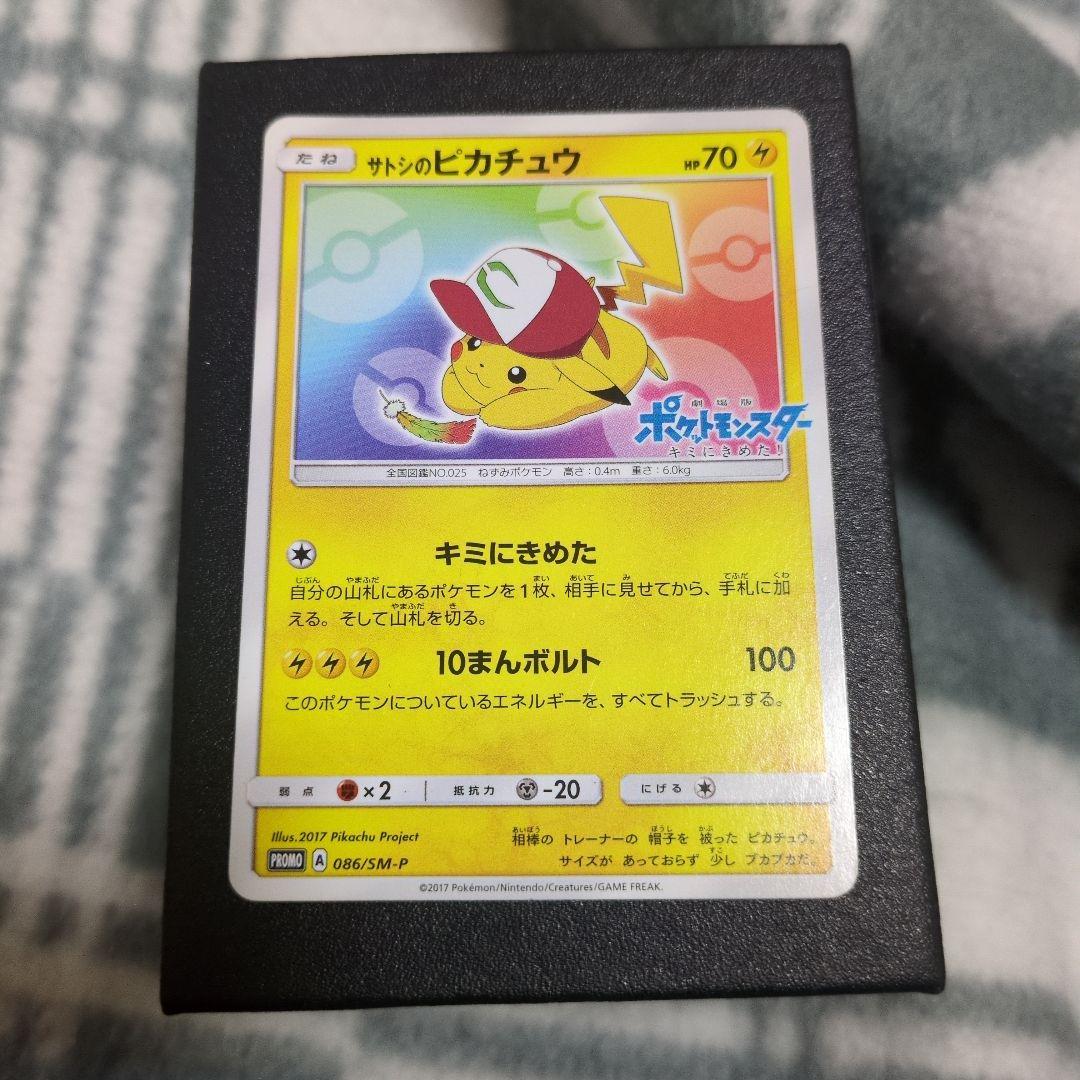 たね サトシのピカチュウ HP70
劇場版
ポケットモンスター
キミにきめた!
全国図鑑NO.025 ねずみポケモン 高さ:0.4m 重さ:6.0kg
キミにきめた
自分の山札にあるポケモンを1枚、相手に見せてから、手札に加
える。そして山札を切る。
10まんボルト 100
このポケモンについているエネルギーを、すべてトラッシュする。
弱点 ×2 抵抗力 -20 にげる
Illus.2017 Pikachu Project
相棒の トレーナーの 帽子を 被った ピカチュウ。
サイズが あっておらず 少し ブカブカだ。
PROMO A 086/SM-P
©2017 Pokémon/Nintendo/Creatures/GAME FREAK.